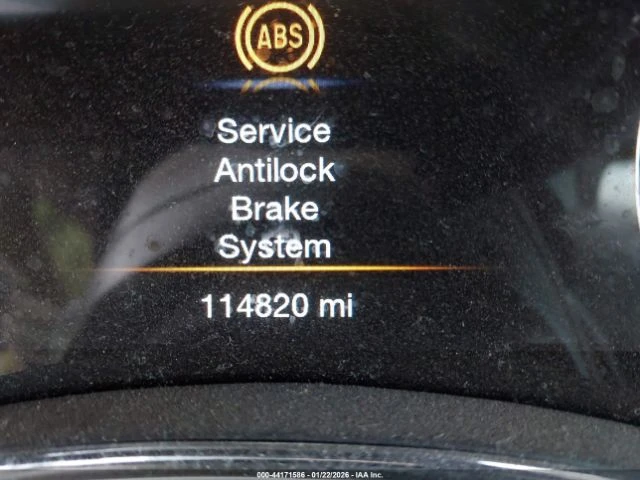 ABS
Service
Antilock
Brake
System
114820 mi
000-44171586 - 01/22/2026 - IAA Inc.